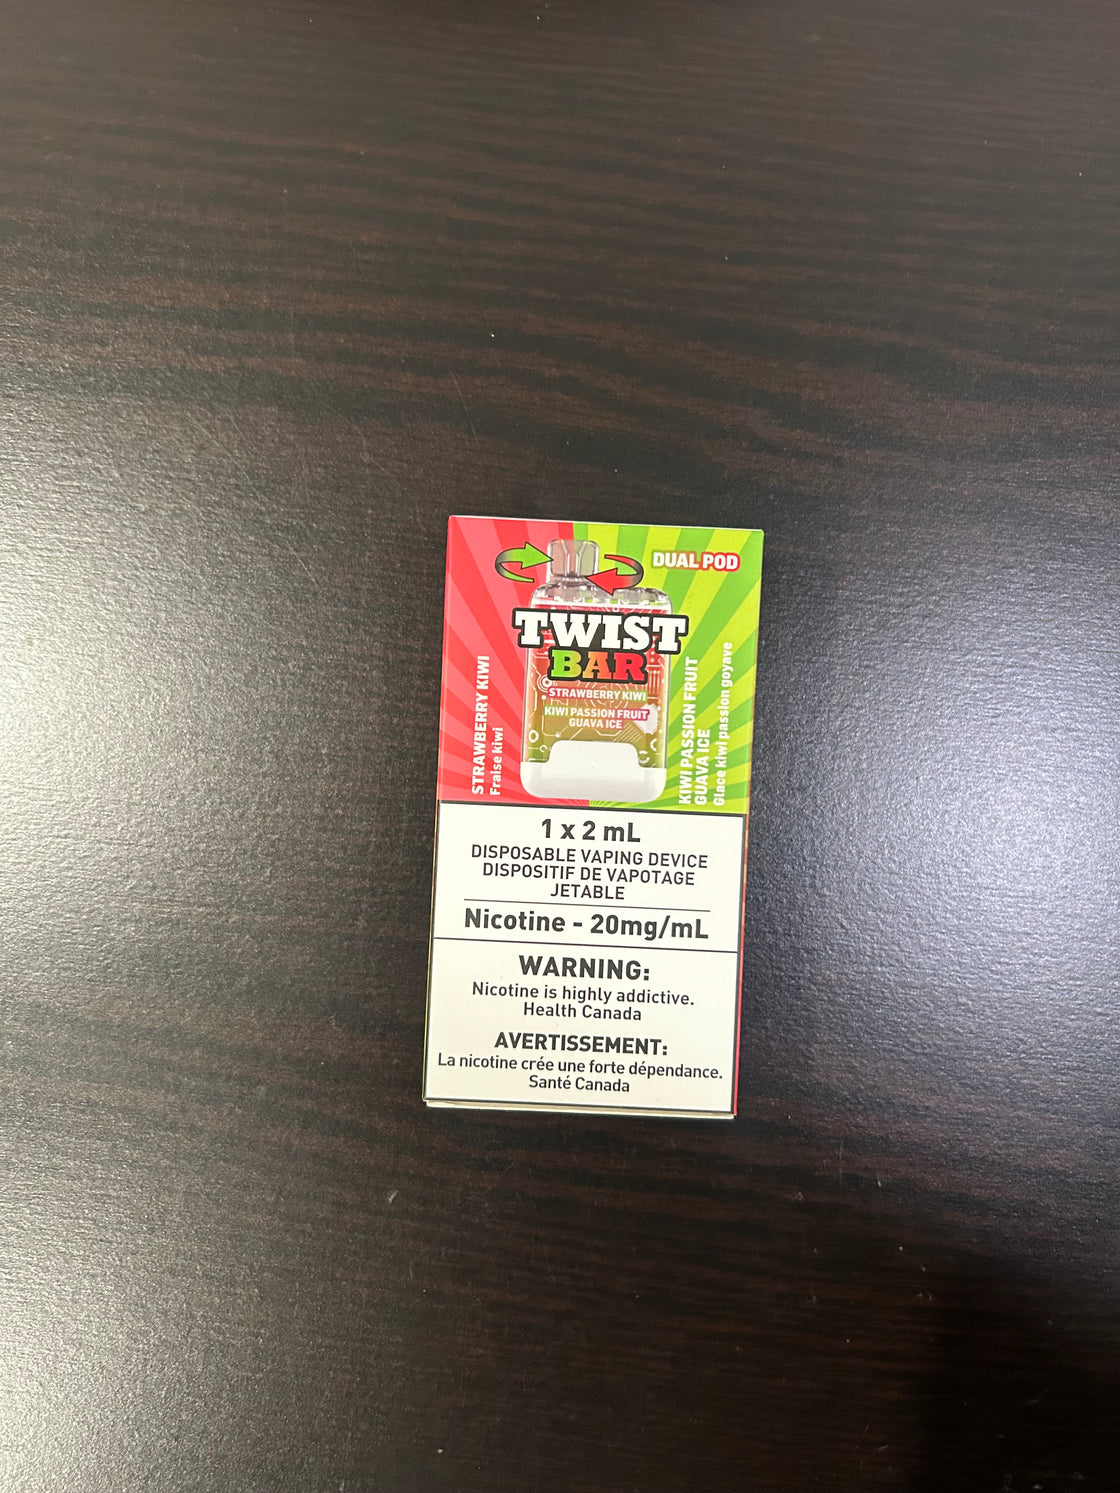 DUAL POD
TWIST
BAR
STRAWBERRY KIWI
KIWI PASSION FRUIT
GUAVA ICE
STRAWBERRY KIWI
Fraise kiwi
KIWI PASSION FRUIT
GUAVA ICE
Glace kiwi passion goyave
1 x 2 mL
DISPOSABLE VAPING DEVICE
DISPOSITIF DE VAPOTAGE
JETABLE
Nicotine - 20mg/mL
WARNING:
Nicotine is highly addictive.
Health Canada
AVERTISSEMENT:
La nicotine crée une forte dépendance.
Santé Canada